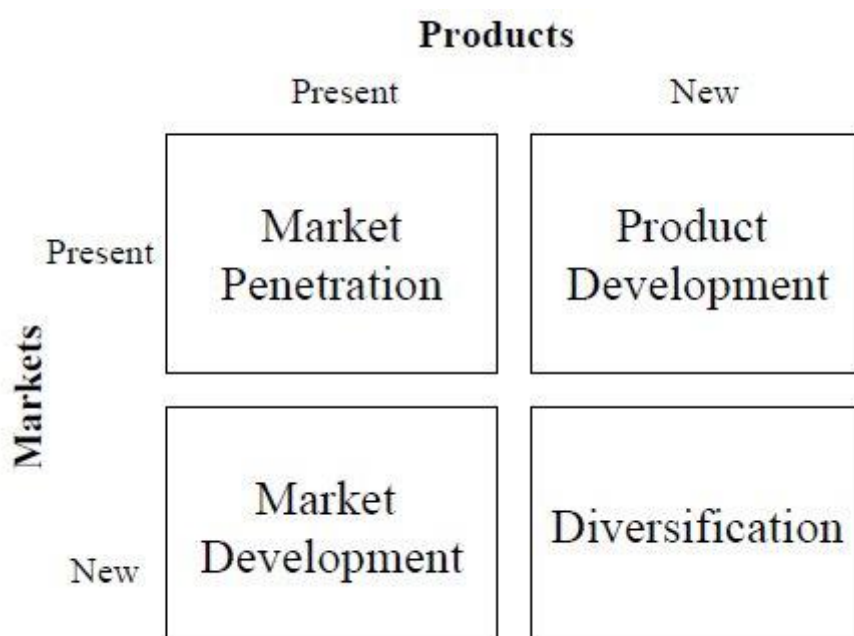 Products
Present New
Market
Penetration
Product
Development
Present
Markets
Market
Development
Diversification
New